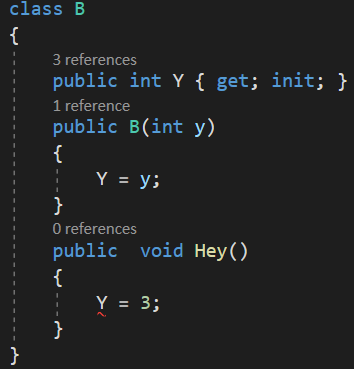 class B
{
3 references
public int Y { get; init; }
1 reference
public B(int y)
{
Y = y;
}
0 references
public  void Hey()
{
Y = 3;
}
}